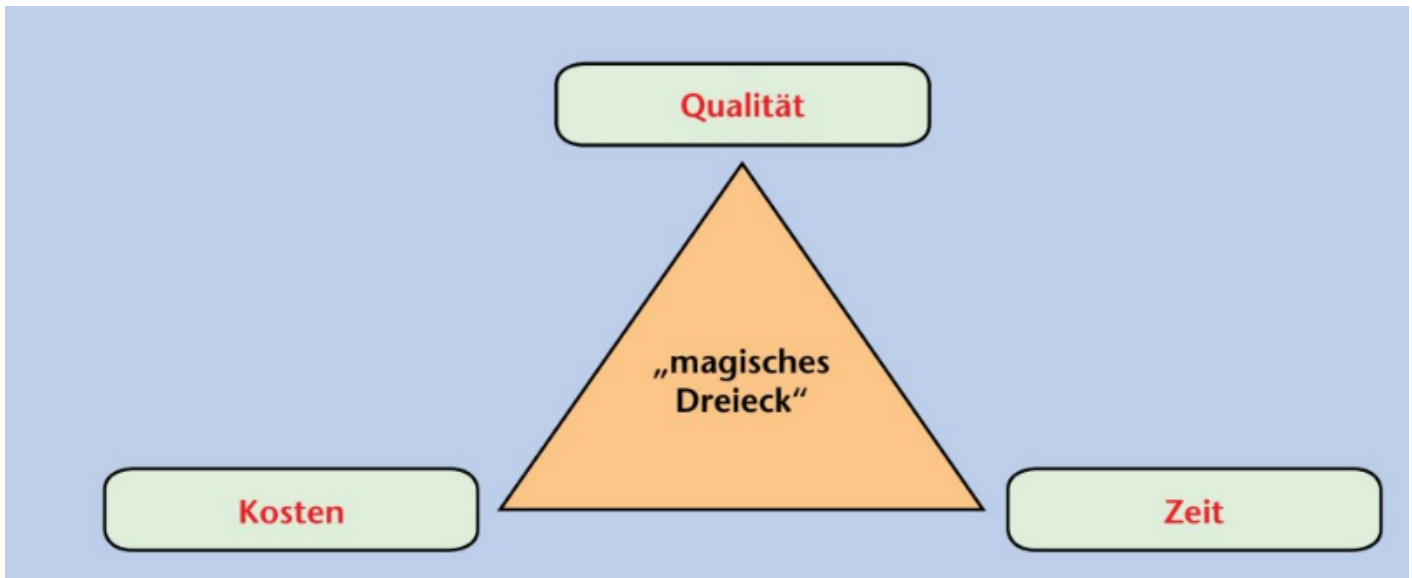 Qualität
„magisches
Dreieck“
Kosten
Zeit